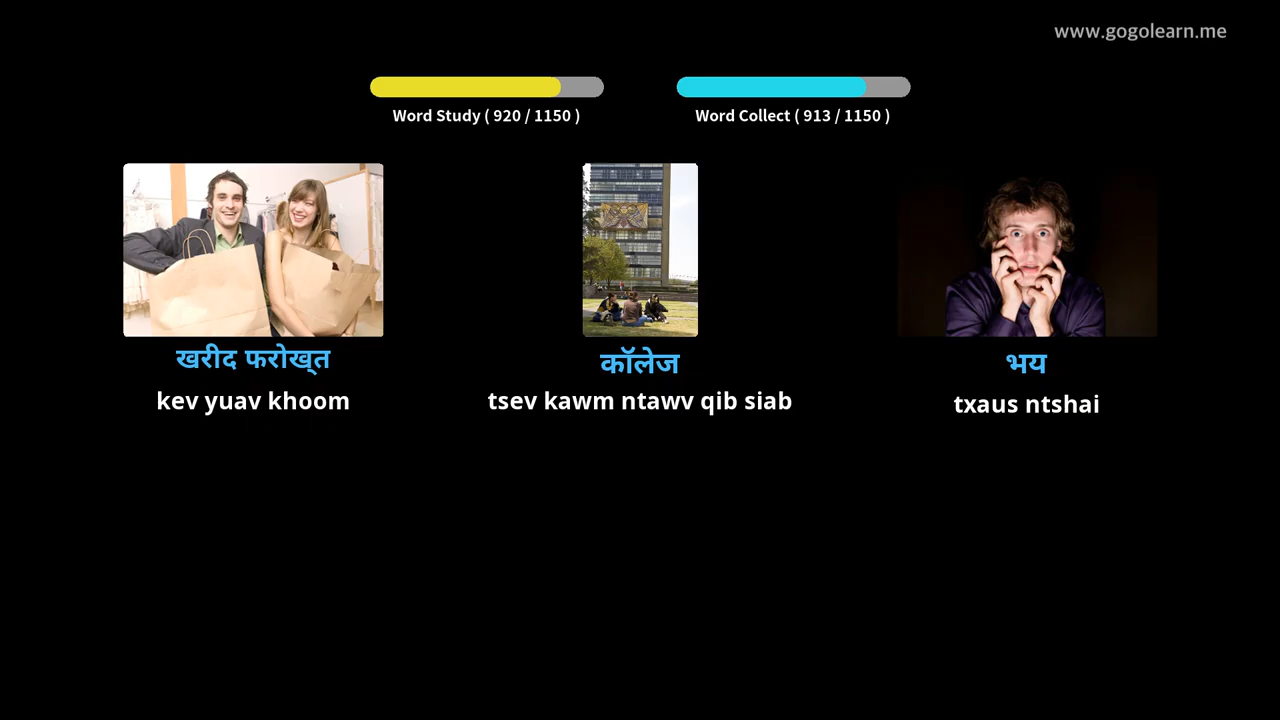 www.gogolearn.me
Word Study ( 920 / 1150 )
Word Collect ( 913 / 1150 )
खरीद फरोख्‌त
kev yuav khoom
कॉलेज
tsev kawm ntawv qib siab
भय
txaus ntshai